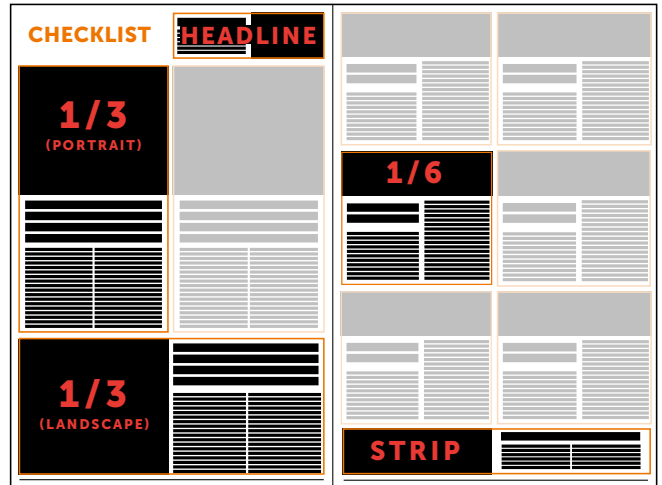 CHECKLIST
HEADLINE
1/3
(PORTRAIT)
1/3
(LANDSCAPE)
1/6
STRIP